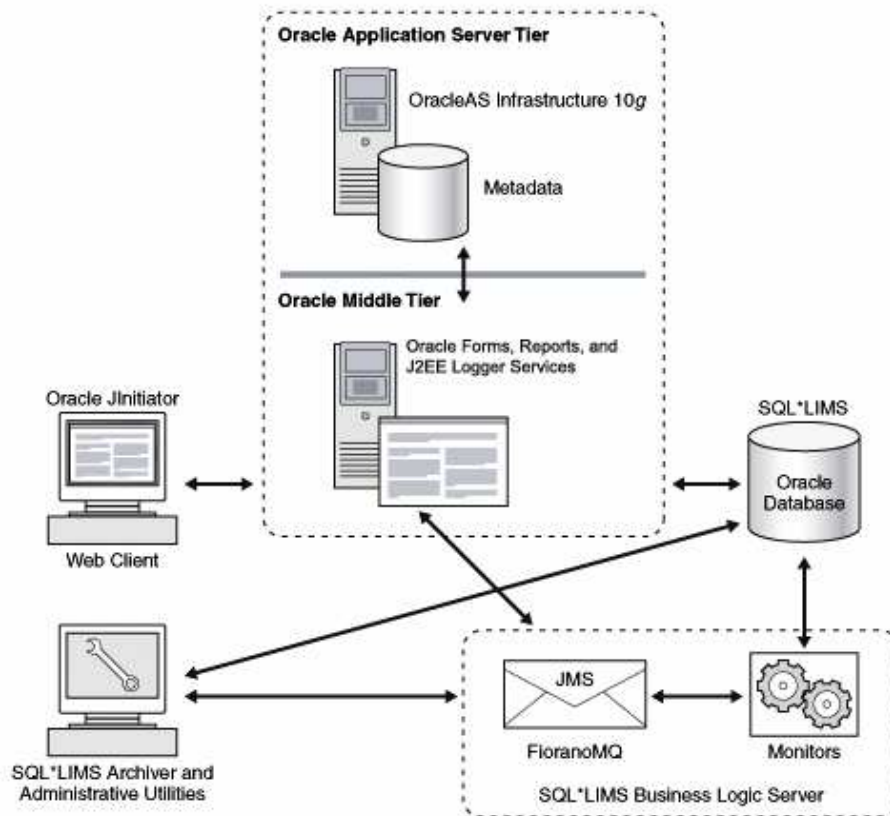 Oracle Application Server Tier
OracleAS Infrastructure 10g
Metadata
Oracle Middle Tier
Oracle Forms, Reports, and
J2EE Logger Services
Oracle JInitiator
Web Client
SQL*LIMS
Oracle
Database
SQL*LIMS Archiver and
Administrative Utilities
JMS
FioranoMQ
Monitors
SQL*LIMS Business Logic Server